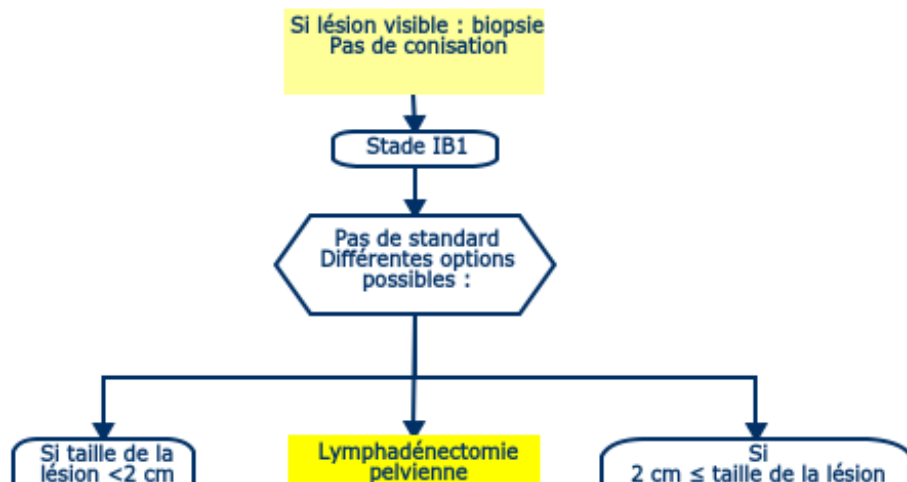 Si lésion visible : biopsie
Pas de conisation
Stade IB1
Pas de standard
Différentes options
possibles :
Si taille de la
lésion <2 cm
Lymphadénectomie
pelvienne
Si
2 cm ≤ taille de la lésion